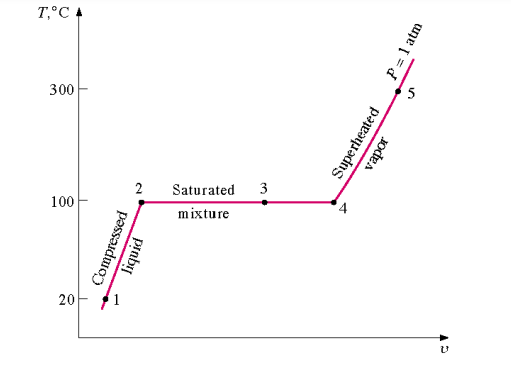 T,°C
P = 1 atm
300
5
Superheated
vapor
2
Saturated
3
100
mixture
4
Compressed
liquid
20
1
υ